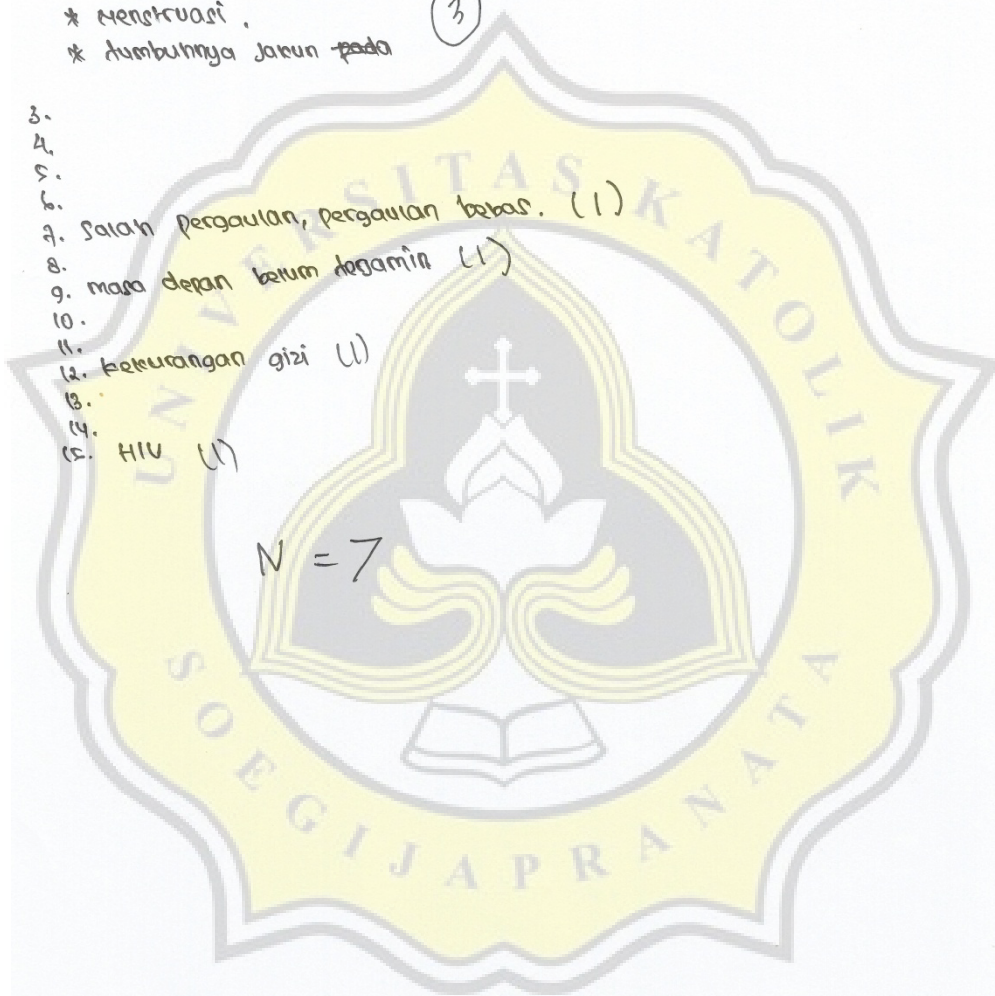 * Menstruasi.
3
* tumbuhnya jakun pada
3.
4.
5.
6.
7. Salah pergaulan, pergaulan bebas. (1)
8.
9. masa depan belum tegamin (1)
10.
11.
12. kekurangan gizi (1)
13.
14.
15. HIV (1)
N = 7
UNIVERSITAS KATOLIK
SOEGIJAPRANATA